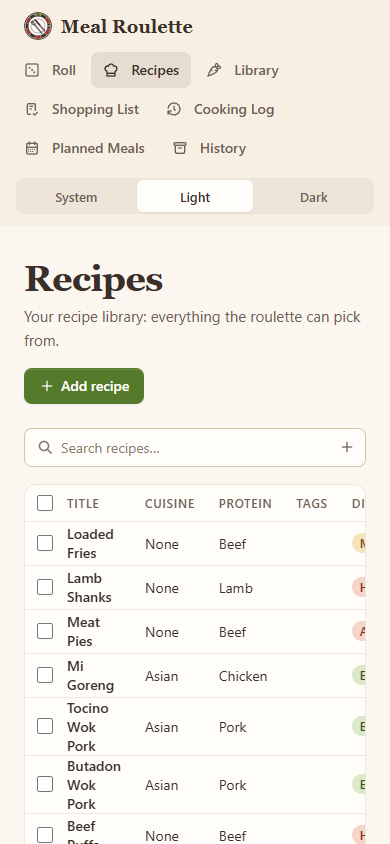 Meal Roulette
Roll Recipes Library
Shopping List Cooking Log
Planned Meals History
System Light Dark
Recipes
Your recipe library: everything the roulette can pick
from.
+ Add recipe
Search recipes... +
TITLE CUISINE PROTEIN TAGS DI
Loaded
Fries
None Beef M
Lamb
Shanks
None Lamb H
Meat
Pies
None Beef A
Mi
Goreng
Asian Chicken E
Tocino
Wok
Pork
Asian Pork E
Butadon
Wok
Pork
Asian Pork E
Beef
None Beef H